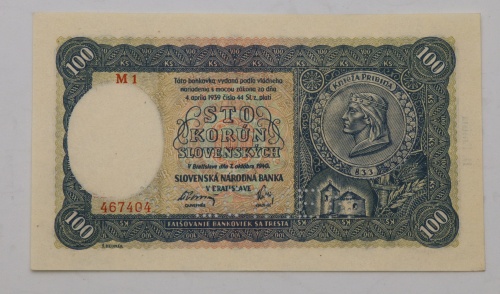 100
100
M 1
Táto bankovka, vydaná podľa vládneho
nariadenia s mocou zákona zo dňa
4. apríla 1939 číslo 44 Sl. z., platí
KNIEŽA PRIBINA
STO
KORÚN
SLOVENSKÝCH
V Bratislave dňa 7. októbra 1940.
833
SLOVENSKÁ NÁRODNÁ BANKA
V BRATISLAVE
467404
100
100
FALŠOVANIE BANKOVIEK SA TRESTÁ